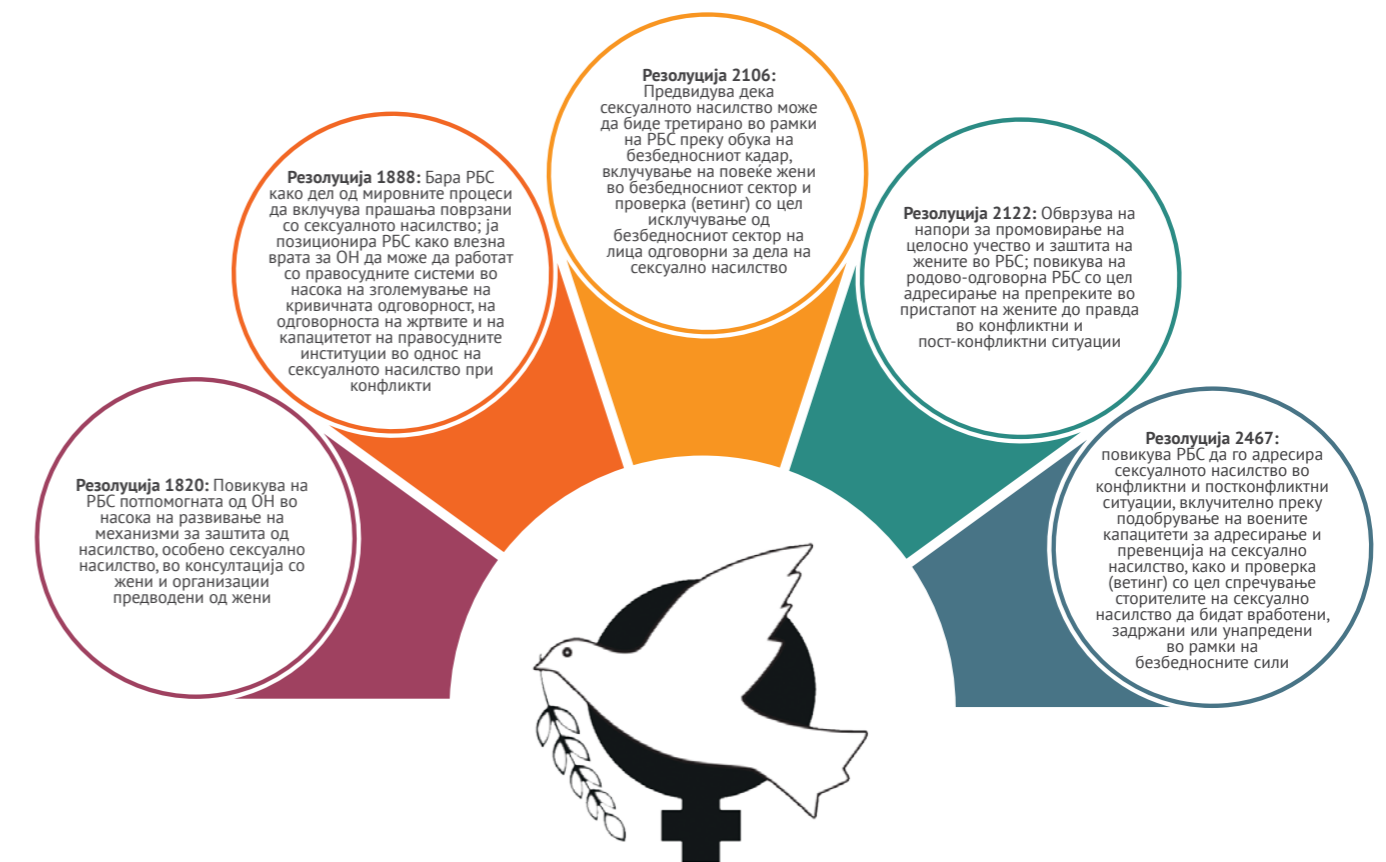 Резолуција 1820: Повикува на
РБС потпомогната од ОН во
насока на развивање на
механизми за заштита од
насилство, особено сексуално
насилство, во консултација со
жени и организации
предводени од жени
Резолуција 1888: Бара РБС
како дел од мировните процеси
да вклучува прашања поврзани
со сексуалното насилство; ја
позиционира РБС како влезна
врата за ОН да може да работат
со правосудните системи во
насока на зголемување на
кривичната одговорност, на
одговорноста на жртвите и на
капацитетот на правосудните
институции во однос на
сексуалното насилство при
конфликти
Резолуција 2106:
Предвидува дека
сексуалното насилство може
да биде третирано во рамки
на РБС преку обука на
безбедносниот кадар,
вклучување на повеќе жени
во безбедносниот сектор и
проверка (ветинг) со цел
исклучување од
безбедносниот сектор на
лица одговорни за дела на
сексуално насилство
Резолуција 2122: Обврзува на
напори за промовирање на
целосно учество и заштита на
жените во РБС; повикува на
родово-одговорна РБС со цел
адресирање на препреките во
пристапот на жените до правда
во конфликтни и
пост-конфликтни ситуации
Резолуција 2467:
повикува РБС да го адресира
сексуалното насилство во
конфликтни и постконфликтни
ситуации, вклучително преку
подобрување на воените
капацитети за адресирање и
превенција на сексуално
насилство, како и проверка
(ветинг) со цел спречување
сторителите на сексуално
насилство да бидат вработени,
задржани или унапредени
во рамки на
безбедносните сили